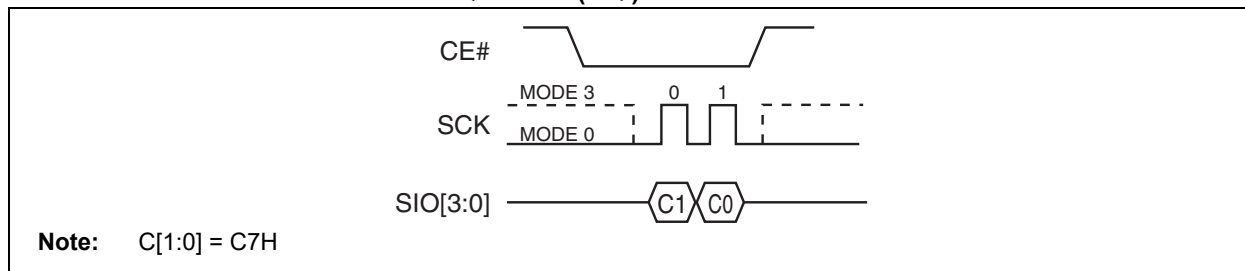 CE#
MODE 3 0 1
SCK
MODE 0
SIO[3:0] C1 C0
Note: C[1:0] = C7H